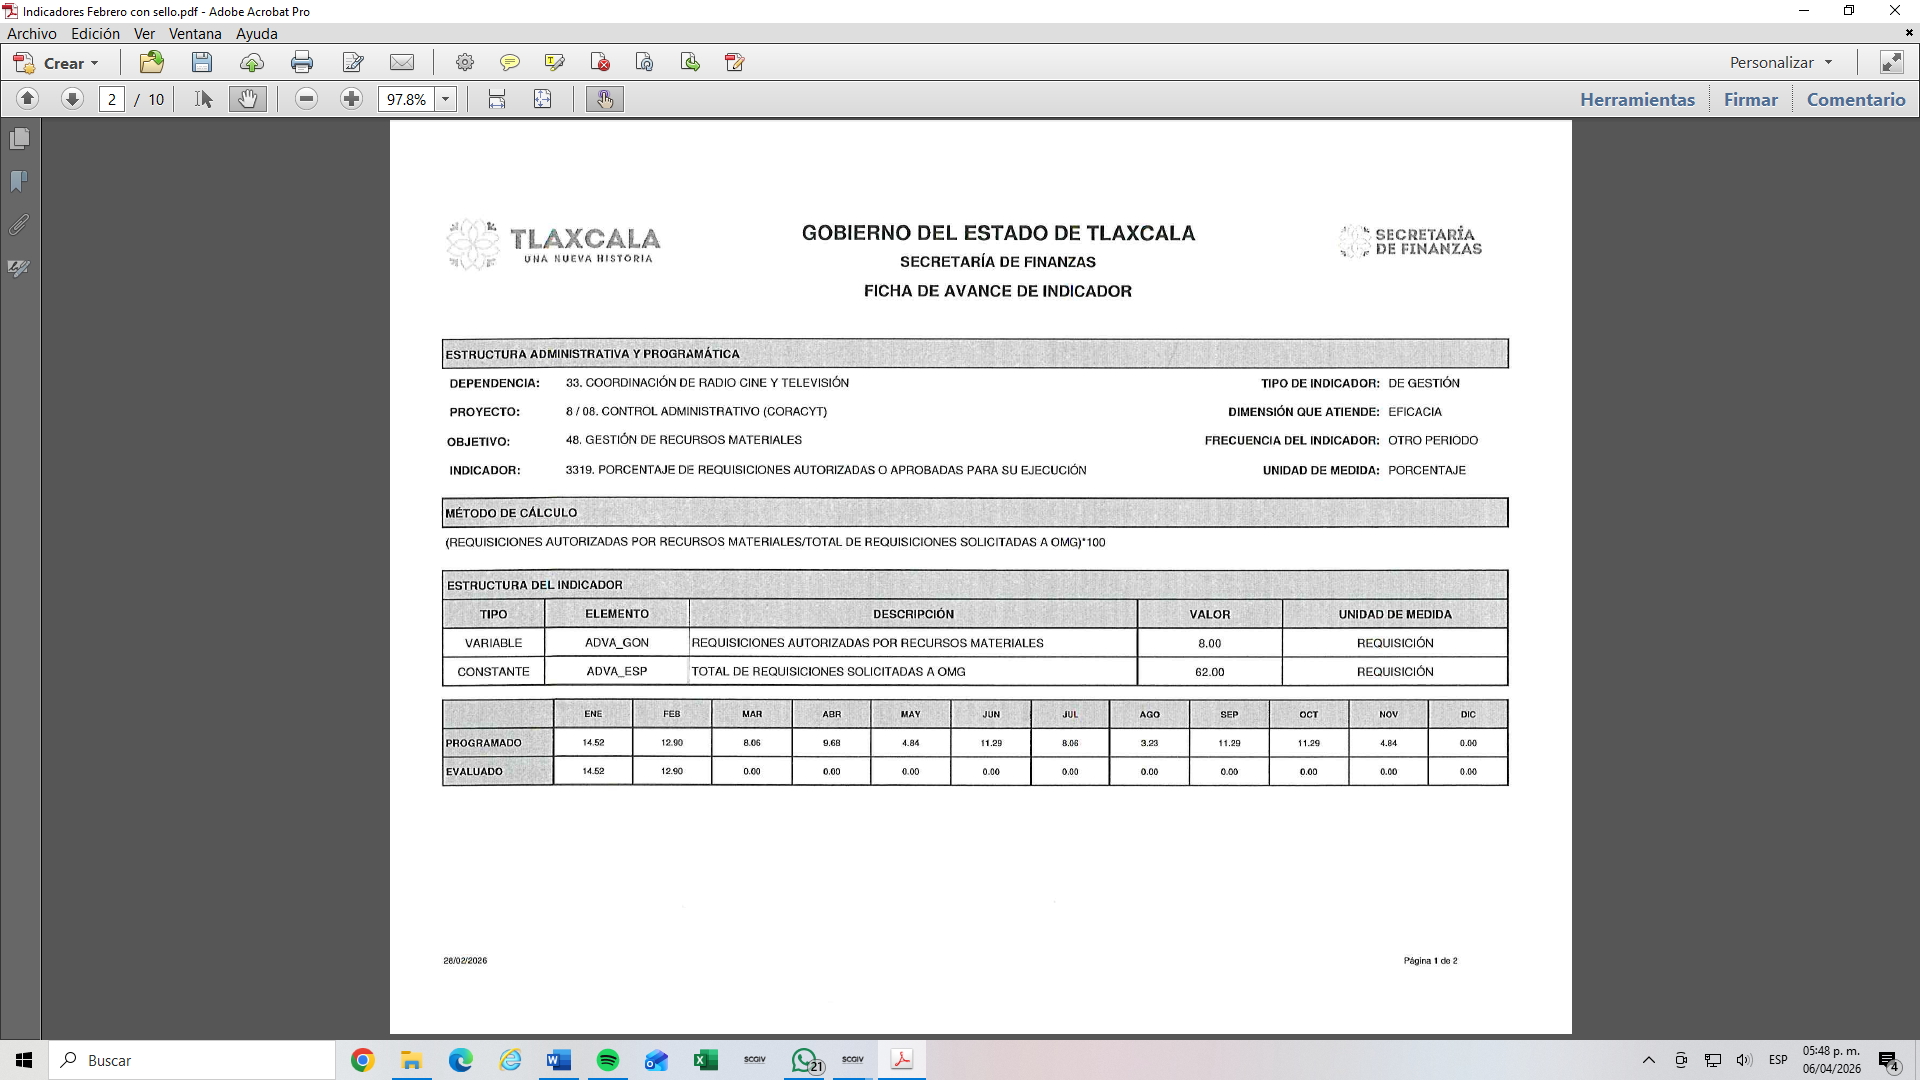 Indicadores Febrero con sello.pdf - Adobe Acrobat Pro
Archivo Edición Ver Ventana Ayuda
Crear Personalizar
2 / 10 97.8% Herramientas Firmar Comentario
TLAXCALA
UNA NUEVA HISTORIA
GOBIERNO DEL ESTADO DE TLAXCALA
SECRETARÍA DE FINANZAS
FICHA DE AVANCE DE INDICADOR
SECRETARÍA
DE FINANZAS
ESTRUCTURA ADMINISTRATIVA Y PROGRAMÁTICA
DEPENDENCIA: 33. COORDINACIÓN DE RADIO CINE Y TELEVISIÓN TIPO DE INDICADOR: DE GESTIÓN
PROYECTO: 8 / 08. CONTROL ADMINISTRATIVO (CORACYT) DIMENSIÓN QUE ATIENDE: EFICACIA
OBJETIVO: 48. GESTIÓN DE RECURSOS MATERIALES FRECUENCIA DEL INDICADOR: OTRO PERIODO
INDICADOR: 3319. PORCENTAJE DE REQUISICIONES AUTORIZADAS O APROBADAS PARA SU EJECUCIÓN UNIDAD DE MEDIDA: PORCENTAJE
MÉTODO DE CÁLCULO
(REQUISICIONES AUTORIZADAS POR RECURSOS MATERIALES/TOTAL DE REQUISICIONES SOLICITADAS A OMG)*100
ESTRUCTURA DEL INDICADOR
TIPO ELEMENTO DESCRIPCIÓN VALOR UNIDAD DE MEDIDA
VARIABLE ADVA_GON REQUISICIONES AUTORIZADAS POR RECURSOS MATERIALES 8.00 REQUISICIÓN
CONSTANTE ADVA_ESP TOTAL DE REQUISICIONES SOLICITADAS A OMG 62.00 REQUISICIÓN
ENE FEB MAR ABR MAY JUN JUL AGO SEP OCT NOV DIC
PROGRAMADO 14.52 12.90 8.06 9.68 4.84 11.29 8.06 3.23 11.29 11.29 4.84 0.00
EVALUADO 14.52 12.90 0.00 0.00 0.00 0.00 0.00 0.00 0.00 0.00 0.00 0.00
28/02/2026 Página 1 de 2
Buscar
SCGIV
21
SCGIV
ESP
05:48 p. m.
06/04/2026
4